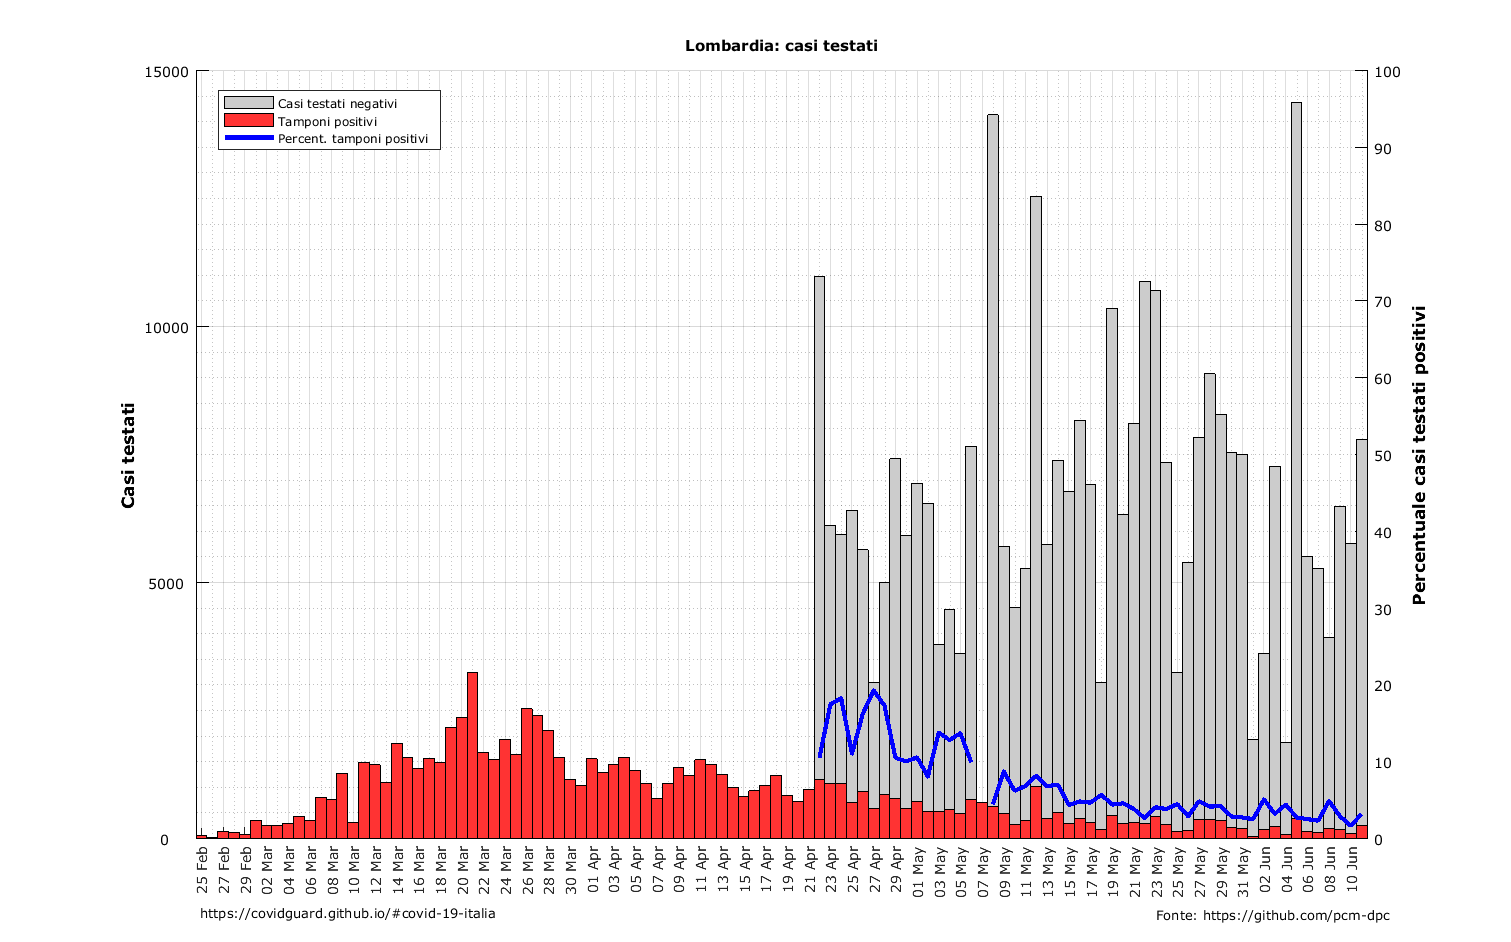 Lombardia: casi testati
15000
10000
5000
0
Casi testati
Casi testati negativi
Tamponi positivi
Percent. tamponi positivi
100
90
80
70
60
50
40
30
20
10
0
Percentuale casi testati positivi
25 Feb
27 Feb
29 Feb
02 Mar
04 Mar
06 Mar
08 Mar
10 Mar
12 Mar
14 Mar
16 Mar
18 Mar
20 Mar
22 Mar
24 Mar
26 Mar
28 Mar
30 Mar
01 Apr
03 Apr
05 Apr
07 Apr
09 Apr
11 Apr
13 Apr
15 Apr
17 Apr
19 Apr
21 Apr
23 Apr
25 Apr
27 Apr
29 Apr
01 May
03 May
05 May
07 May
09 May
11 May
13 May
15 May
17 May
19 May
21 May
23 May
25 May
27 May
29 May
31 May
02 Jun
04 Jun
06 Jun
08 Jun
10 Jun
https://covidguard.github.io/#covid-19-italia
Fonte: https://github.com/pcm-dpc